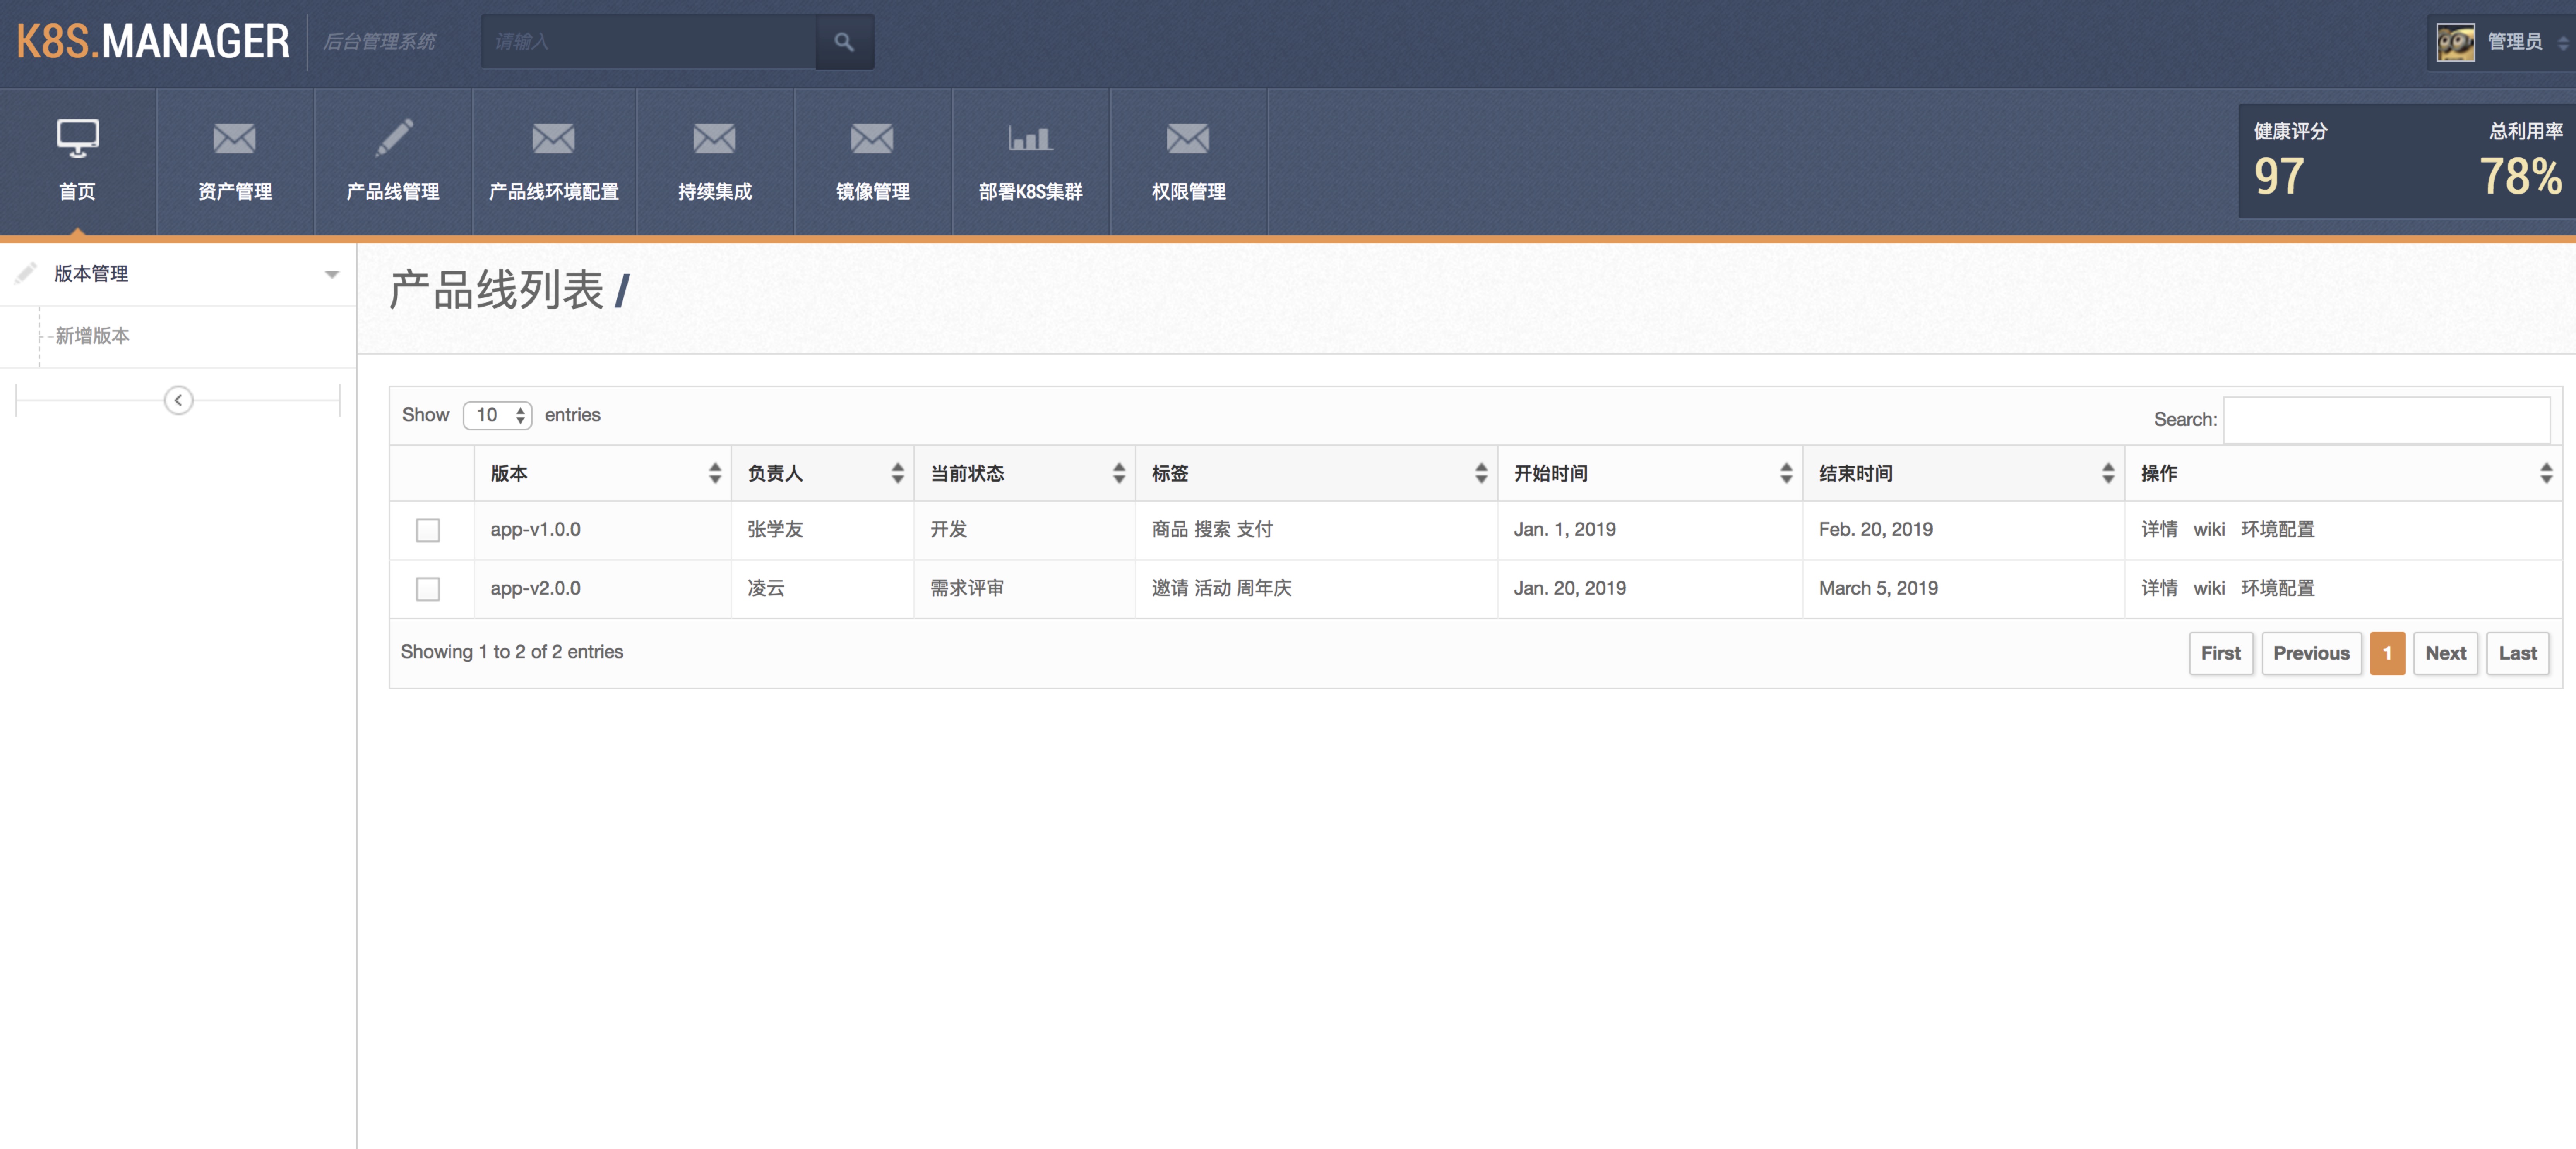 K8S.MANAGER 后台管理系统 请输入 管理员
健康评分 总利用率
97 78%
首页 资产管理 产品线管理 产品线环境配置 持续集成 镜像管理 部署K8S集群 权限管理
版本管理
新增版本
产品线列表 /
Show 10 entries Search:
版本 负责人 当前状态 标签 开始时间 结束时间 操作
app-v1.0.0 张学友 开发 商品 搜索 支付 Jan. 1, 2019 Feb. 20, 2019 详情 wiki 环境配置
app-v2.0.0 凌云 需求评审 邀请 活动 周年庆 Jan. 20, 2019 March 5, 2019 详情 wiki 环境配置
Showing 1 to 2 of 2 entries First Previous 1 Next Last